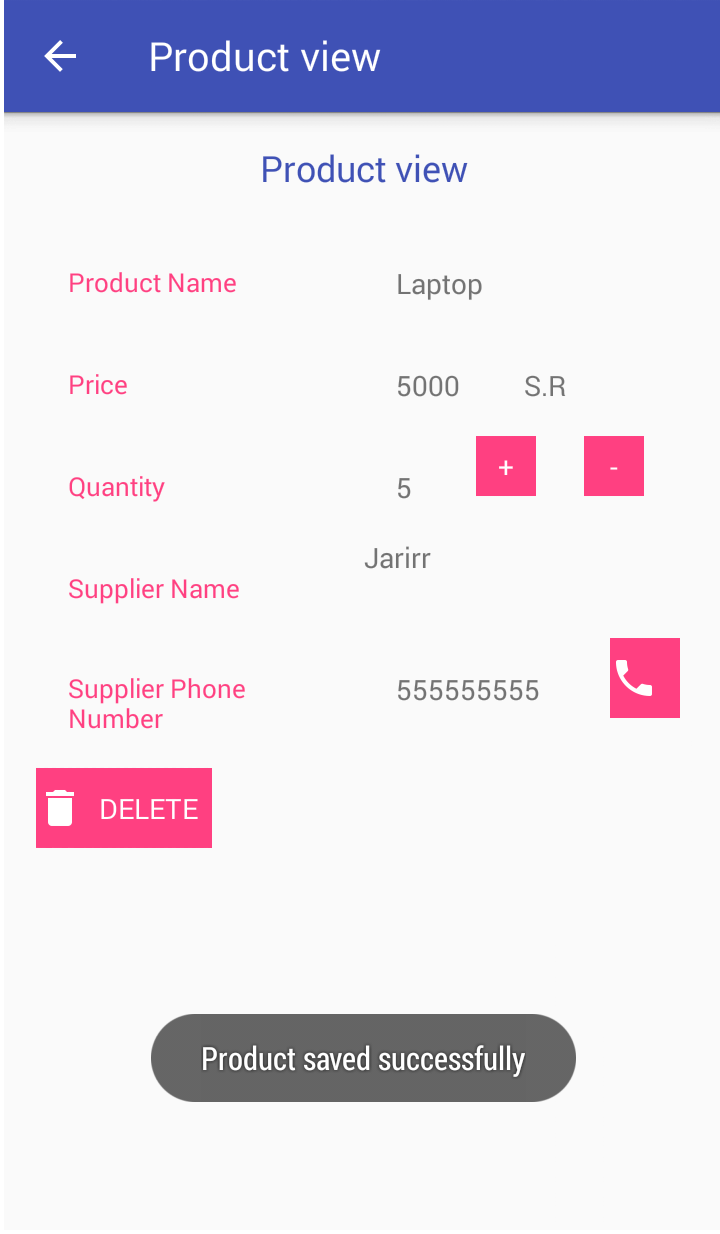 Product view
Product view
Product Name Laptop
Price 5000 S.R
Quantity 5 + -
Jarirr
Supplier Name
Supplier Phone 555555555
Number
DELETE
Product saved successfully